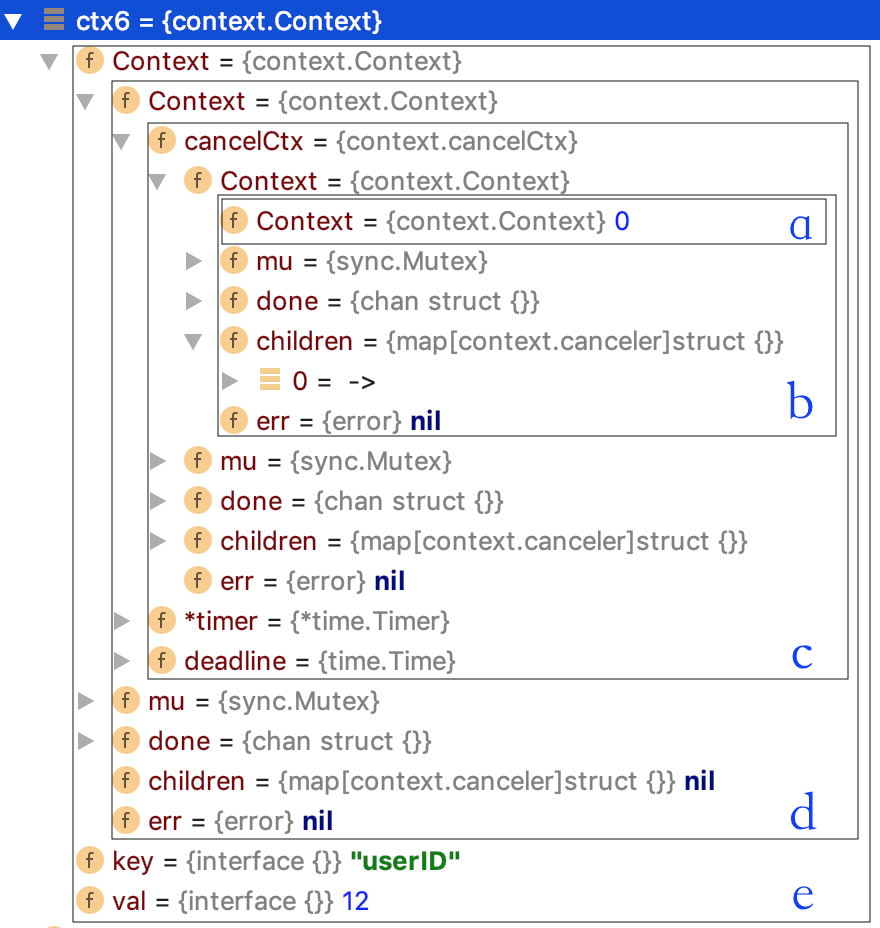 ctx6 = {context.Context}
f Context = {context.Context}
f Context = {context.Context}
f cancelCtx = {context.cancelCtx}
f Context = {context.Context}
f Context = {context.Context} 0 a
f mu = {sync.Mutex}
f done = {chan struct {}}
f children = {map[context.canceler]struct {}}
0 = ->
b
f err = {error} nil
f mu = {sync.Mutex}
f done = {chan struct {}}
f children = {map[context.canceler]struct {}}
f err = {error} nil
f *timer = {*time.Timer}
f deadline = {time.Time} c
f mu = {sync.Mutex}
f done = {chan struct {}}
f children = {map[context.canceler]struct {}} nil
f err = {error} nil d
f key = {interface {}} "userID"
f val = {interface {}} 12 e